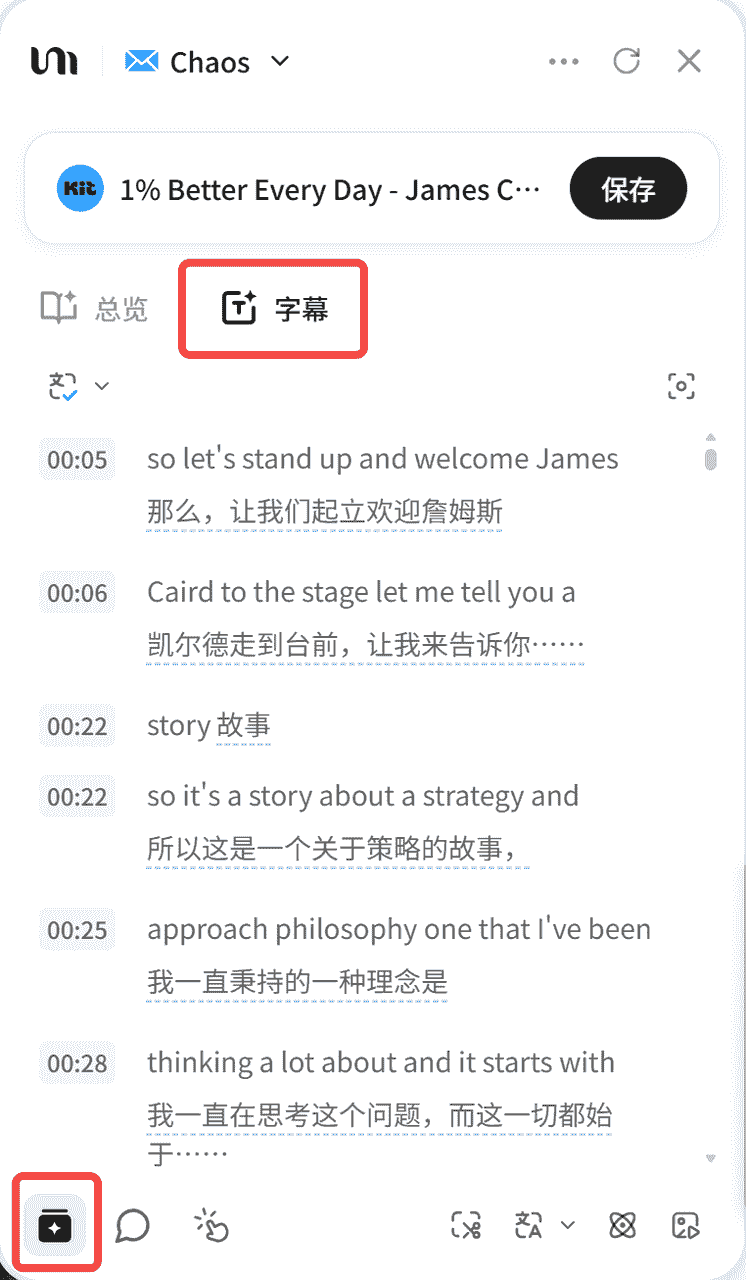 Chaos
Kit
1% Better Every Day - James C…
保存
总览
字幕
00:05
so let's stand up and welcome James
那么，让我们起立欢迎詹姆斯
00:06
Caird to the stage let me tell you a
凯尔德走到台前，让我来告诉你……
00:22
story 故事
00:22
so it's a story about a strategy and
所以这是一个关于策略的故事，
00:25
approach philosophy one that I've been
我一直秉持的一种理念是
00:28
thinking a lot about and it starts with
我一直在思考这个问题，而这一切都始
于……